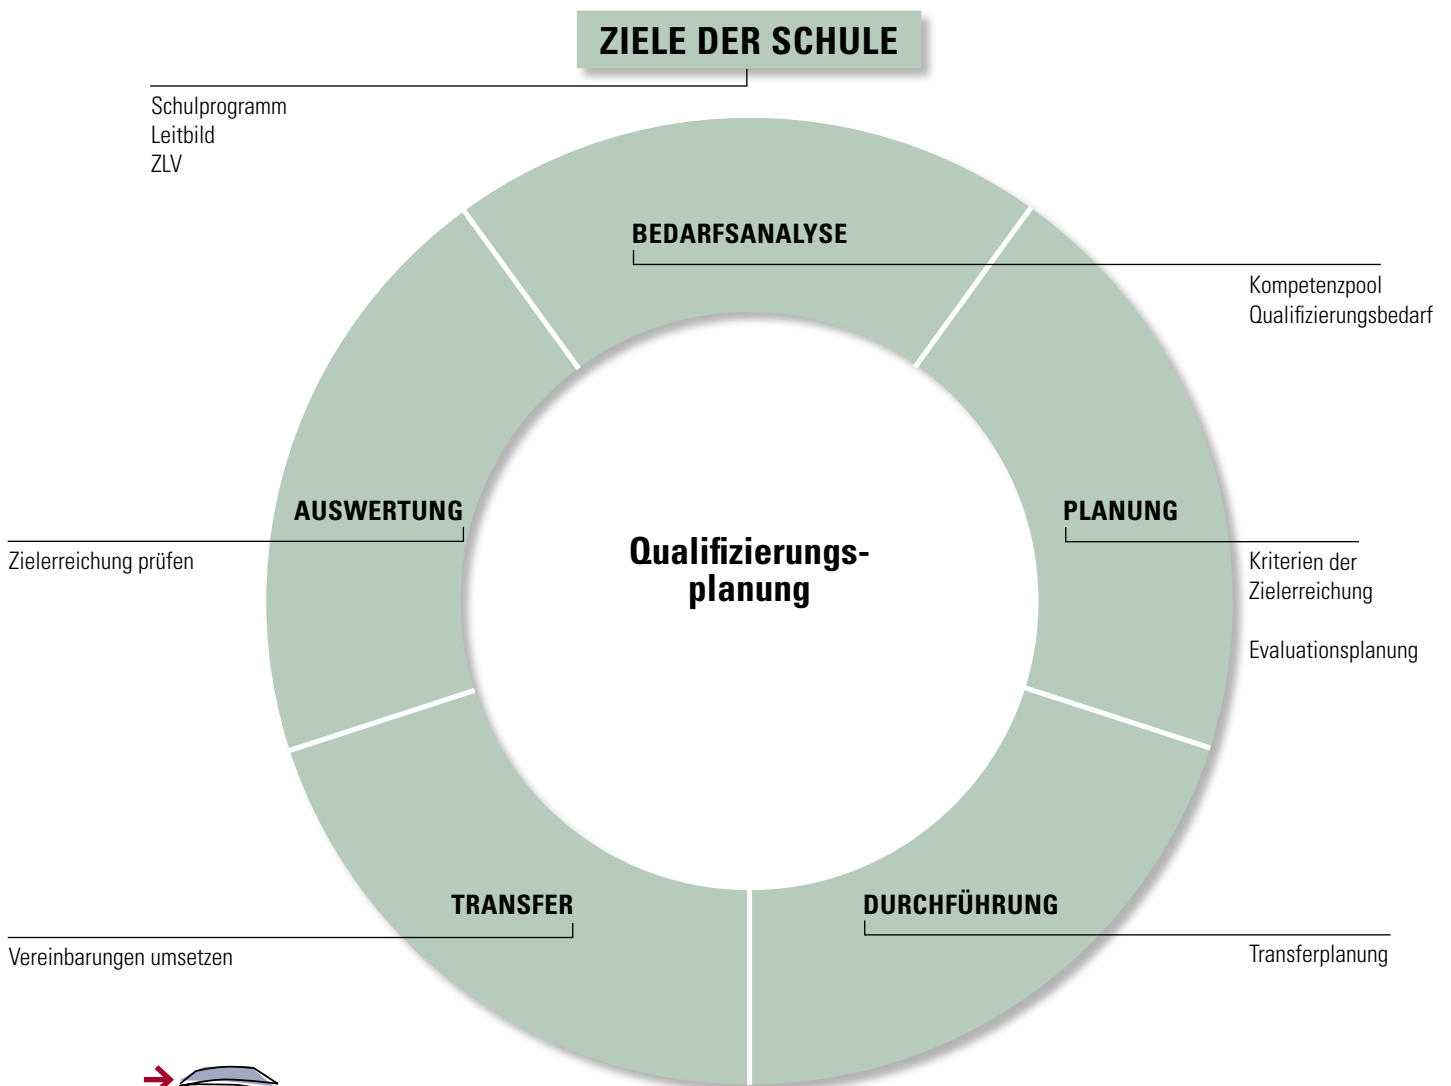 ZIELE DER SCHULE
Schulprogramm
Leitbild
ZLV
BEDARFSANALYSE
Kompetenzpool
Qualifizierungsbedarf
AUSWERTUNG
Zielerreichung prüfen
Qualifizierungs-
planung
PLANUNG
Kriterien der
Zielerreichung
Evaluationsplanung
TRANSFER
Vereinbarungen umsetzen
DURCHFÜHRUNG
Transferplanung